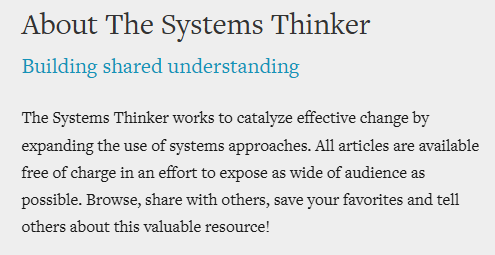 About The Systems Thinker
Building shared understanding
The Systems Thinker works to catalyze effective change by
expanding the use of systems approaches. All articles are available
free of charge in an effort to expose as wide of audience as
possible. Browse, share with others, save your favorites and tell
others about this valuable resource!